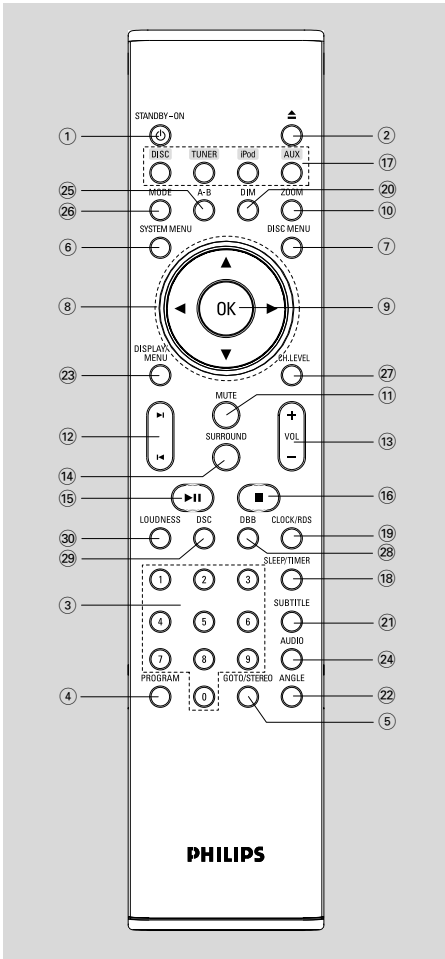 STANDBY-ON
① ②
DISC TUNER iPod AUX
⑰
㉕ MODE A-B DIM ZOOM ⑳
㉖ ⑩
SYSTEM MENU DISC MENU
⑥ ⑦
⑧ OK ⑨
DISPLAY/
MENU CH.LEVEL
㉓ ㉗
MUTE
⑪
⑫ + VOL − ⑬
SURROUND
⑭
⑮ ⑯
LOUDNESS DSC DBB CLOCK/RDS
㉚ ㉙ ㉘ ⑲
SLEEP/TIMER
1 2 3 ⑱
③
SUBTITLE
4 5 6 ㉑
AUDIO
7 8 9 ㉔
PROGRAM GOTO/STEREO ANGLE
④ 0 ㉒
⑤
PHILIPS